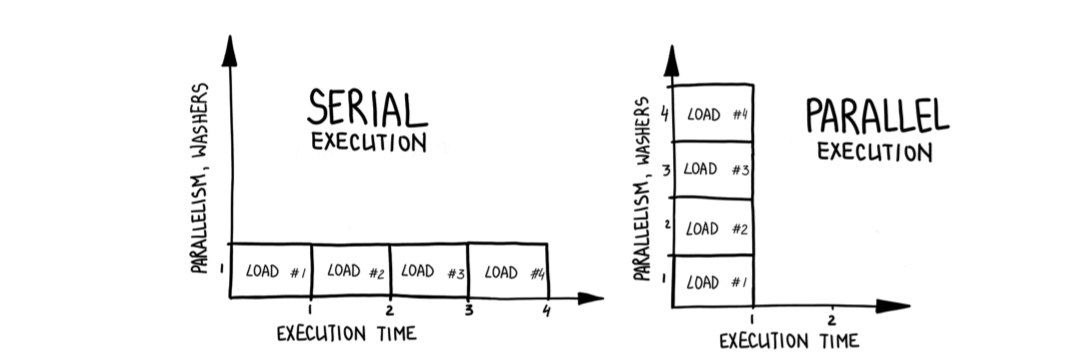 SERIAL
EXECUTION
PARALLELISM, WASHERS
1
LOAD #1
LOAD #2
LOAD #3
LOAD #4
1
2
3
4
EXECUTION TIME
PARALLEL
EXECUTION
PARALLELISM, WASHERS
4
LOAD #4
3
LOAD #3
2
LOAD #2
1
LOAD #1
1
2
EXECUTION TIME